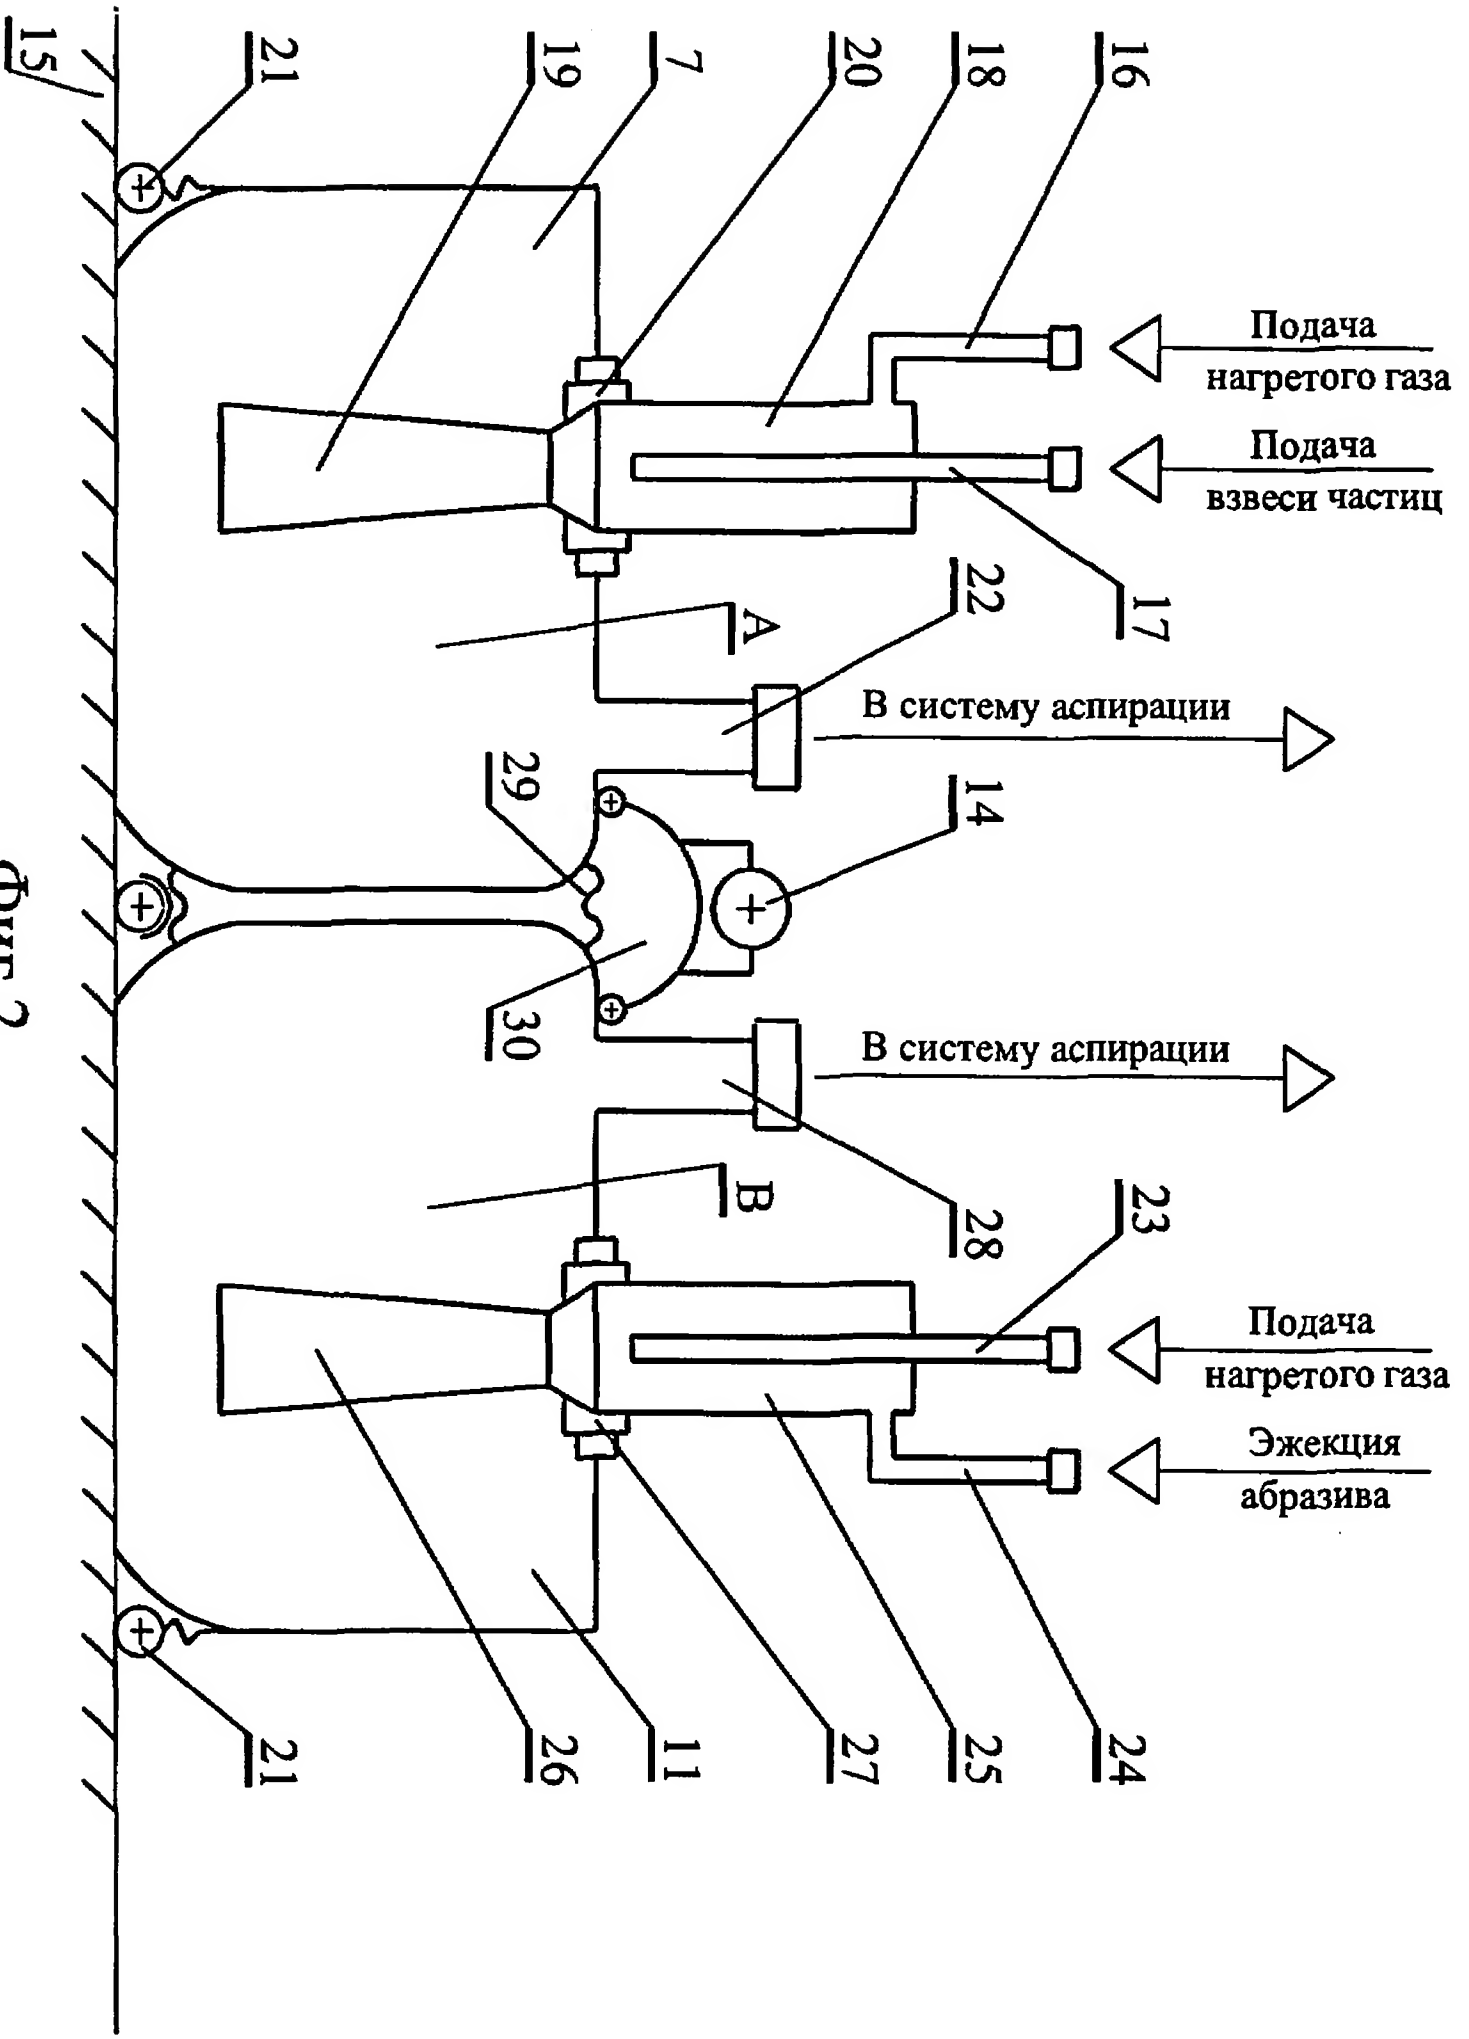 15
21
19
7
20
18
16
Подача
нагретого газа
Подача
взвеси частиц
17
22
А
В систему аспирации
14
29
30
В систему аспирации
28
В
23
Подача
нагретого газа
Эжекция
абразива
24
25
27
11
26
21